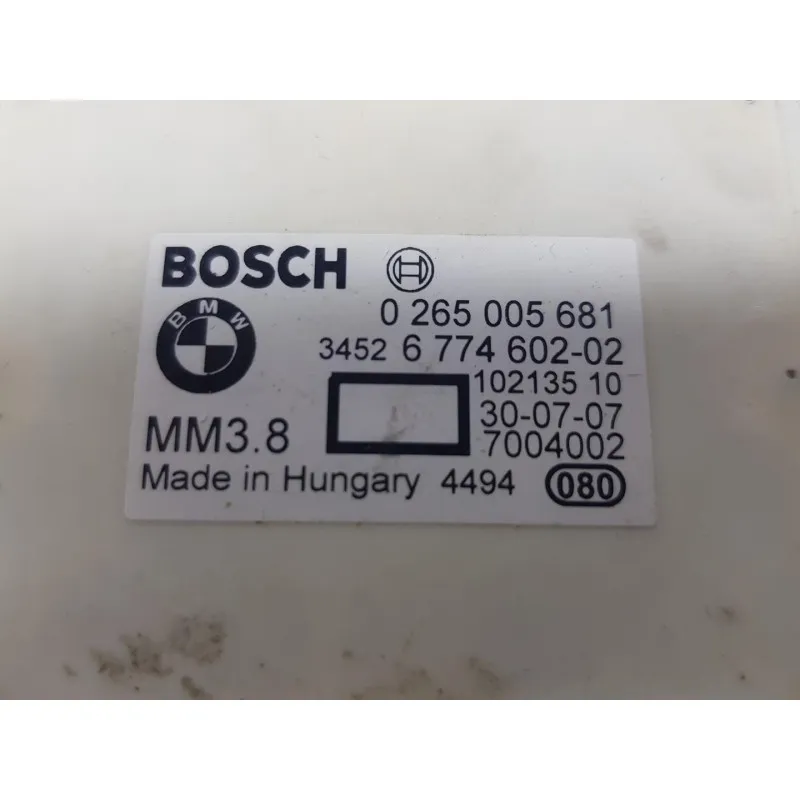 BOSCH
BMW
0 265 005 681
3452 6 774 602-02
102135 10
30-07-07
MM3.8
7004002
Made in Hungary 4494 080